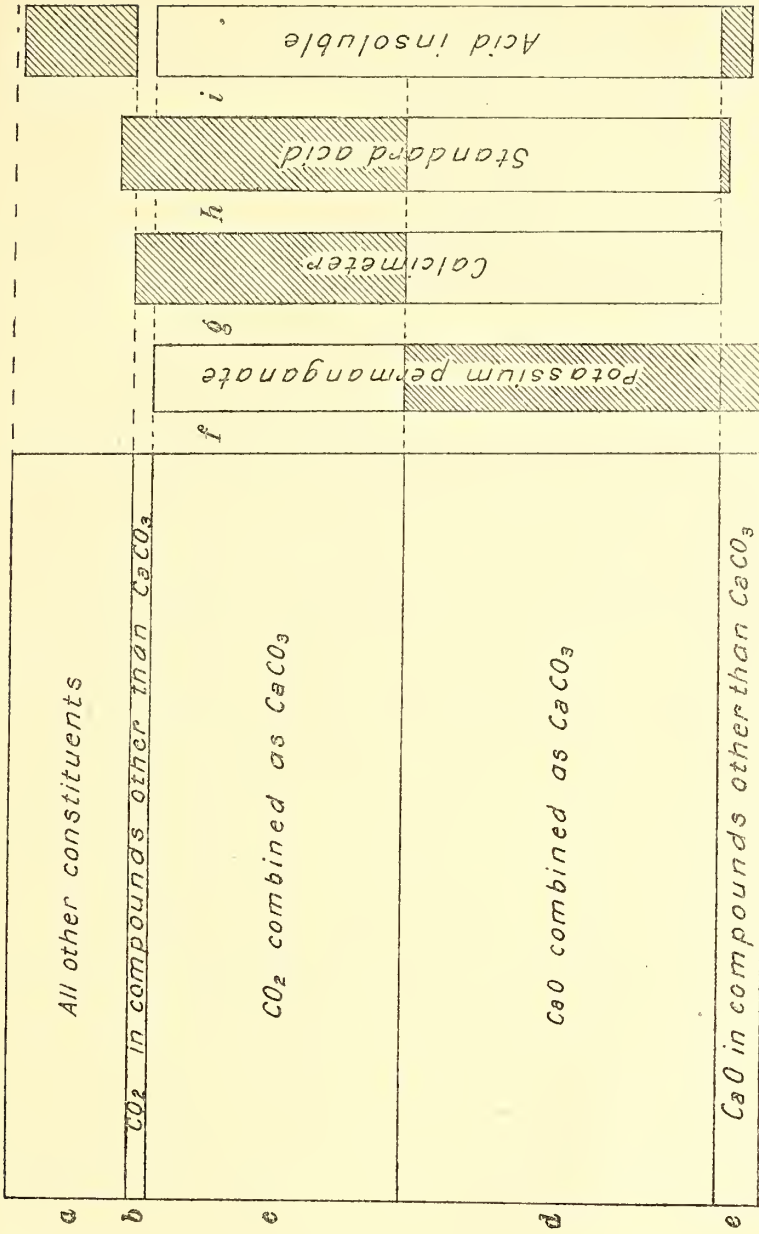 a
All other constituents
b
CO₂ in compounds other than CaCO₃
c
CO₂ combined as CaCO₃
d
CaO combined as CaCO₃
e
CaO in compounds other than CaCO₃
f
Potassium permanganate
g
Calcimeter
h
Standard acid
i
Acid insoluble